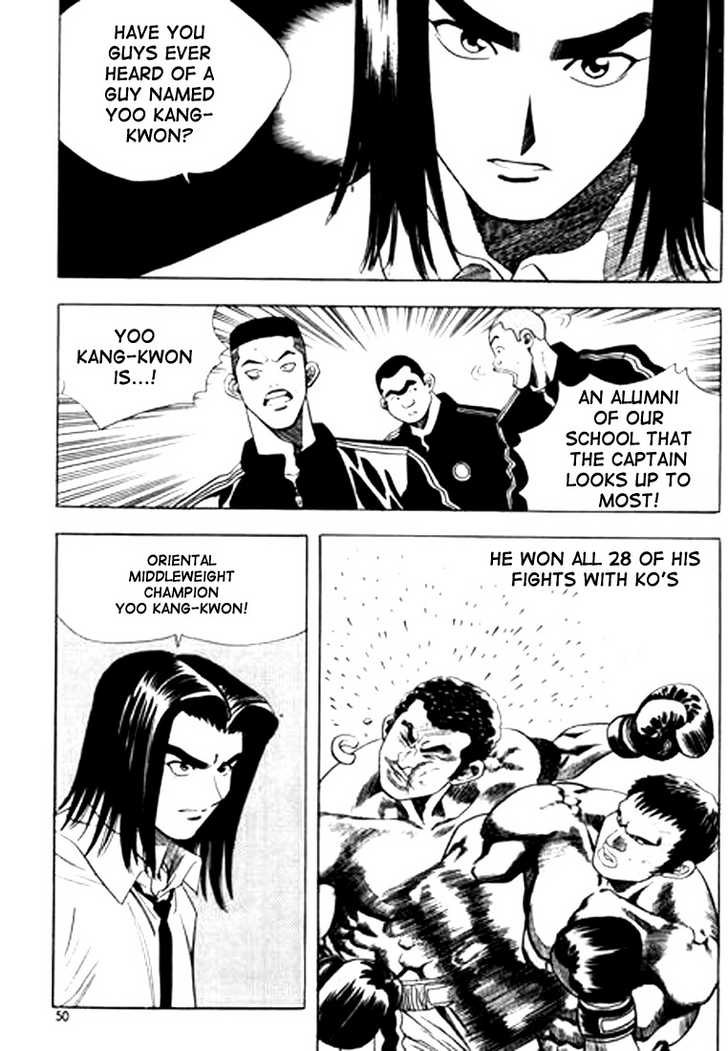 HAVE YOU
GUYS EVER
HEARD OF A
GUY NAMED
YOO KANG-
KWON?
YOO
KANG-KWON
IS...!
AN ALUMNI
OF OUR
SCHOOL THAT
THE CAPTAIN
LOOKS UP TO
MOST!
ORIENTAL
MIDDLEWEIGHT
CHAMPION
YOO KANG-KWON!
HE WON ALL 28 OF HIS
FIGHTS WITH KO'S
50